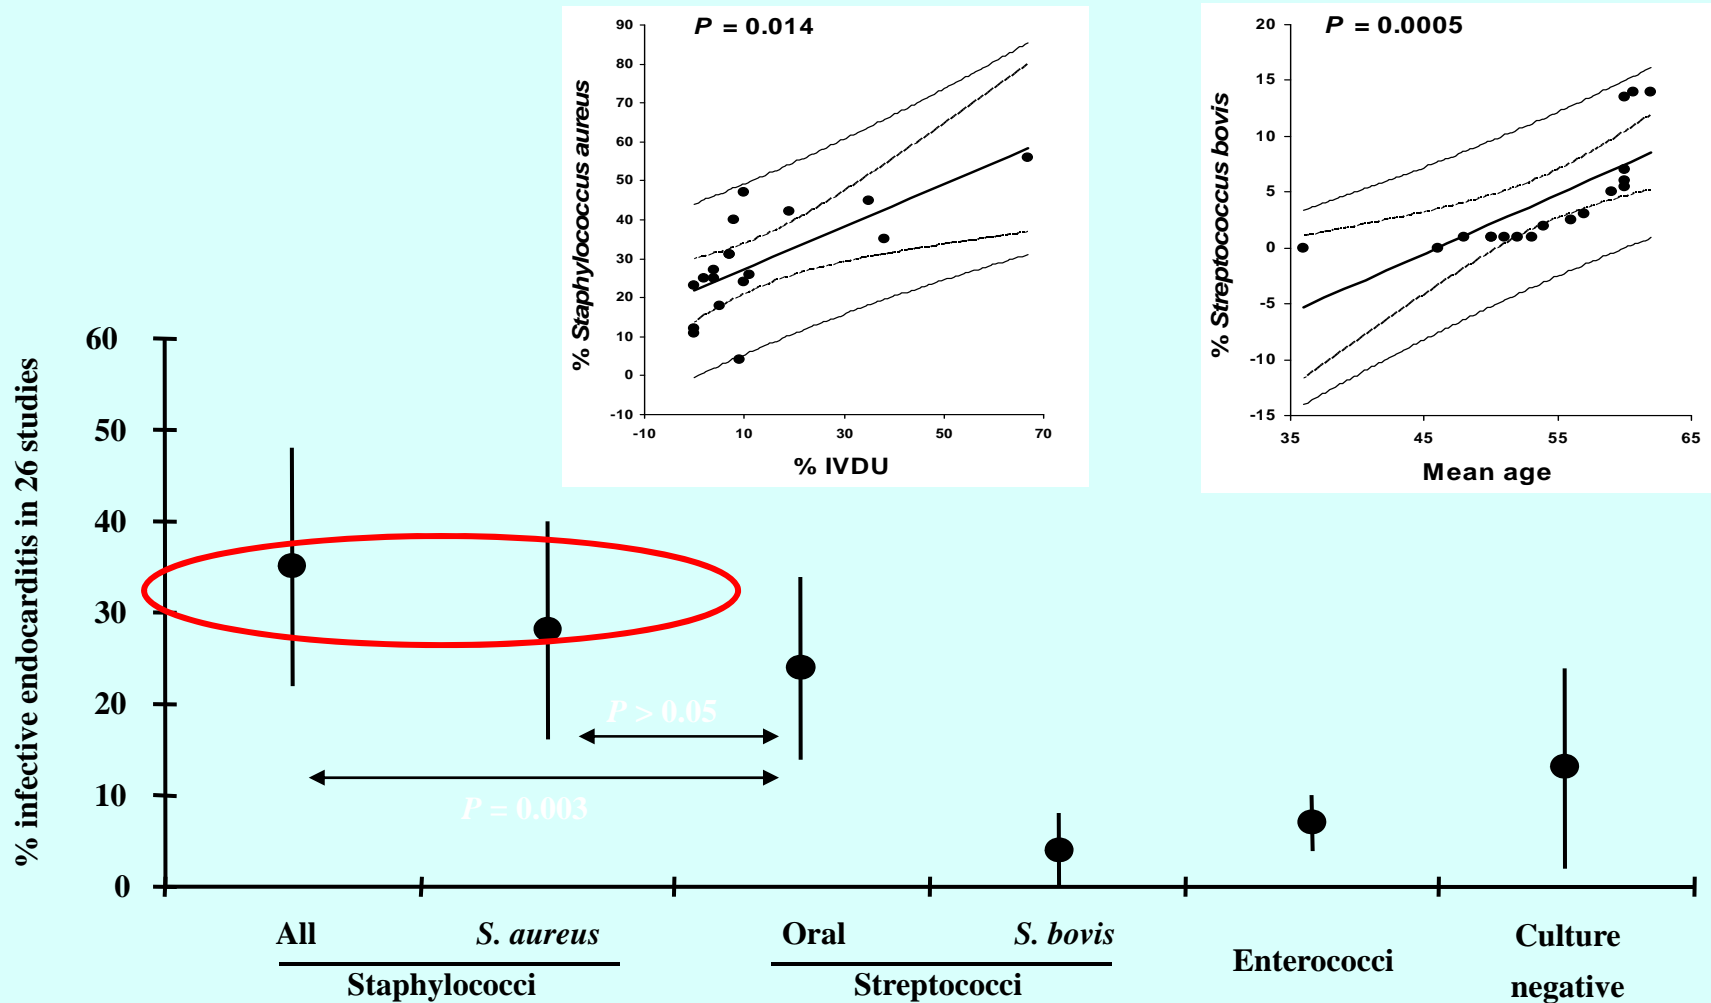 P = 0.014
90
80
70
60
50
40
30
20
10
0
-10
-10 10 30 50 70
% Staphylococcus aureus
% IVDU
P = 0.0005
20
15
10
5
0
-5
-10
-15
35 45 55 65
% Streptococcus bovis
Mean age
% infective endocarditis in 26 studies
60
50
40
30
20
10
0
P > 0.05
P = 0.003
All S. aureus Oral S. bovis
Staphylococci Streptococci
Enterococci
Culture
negative